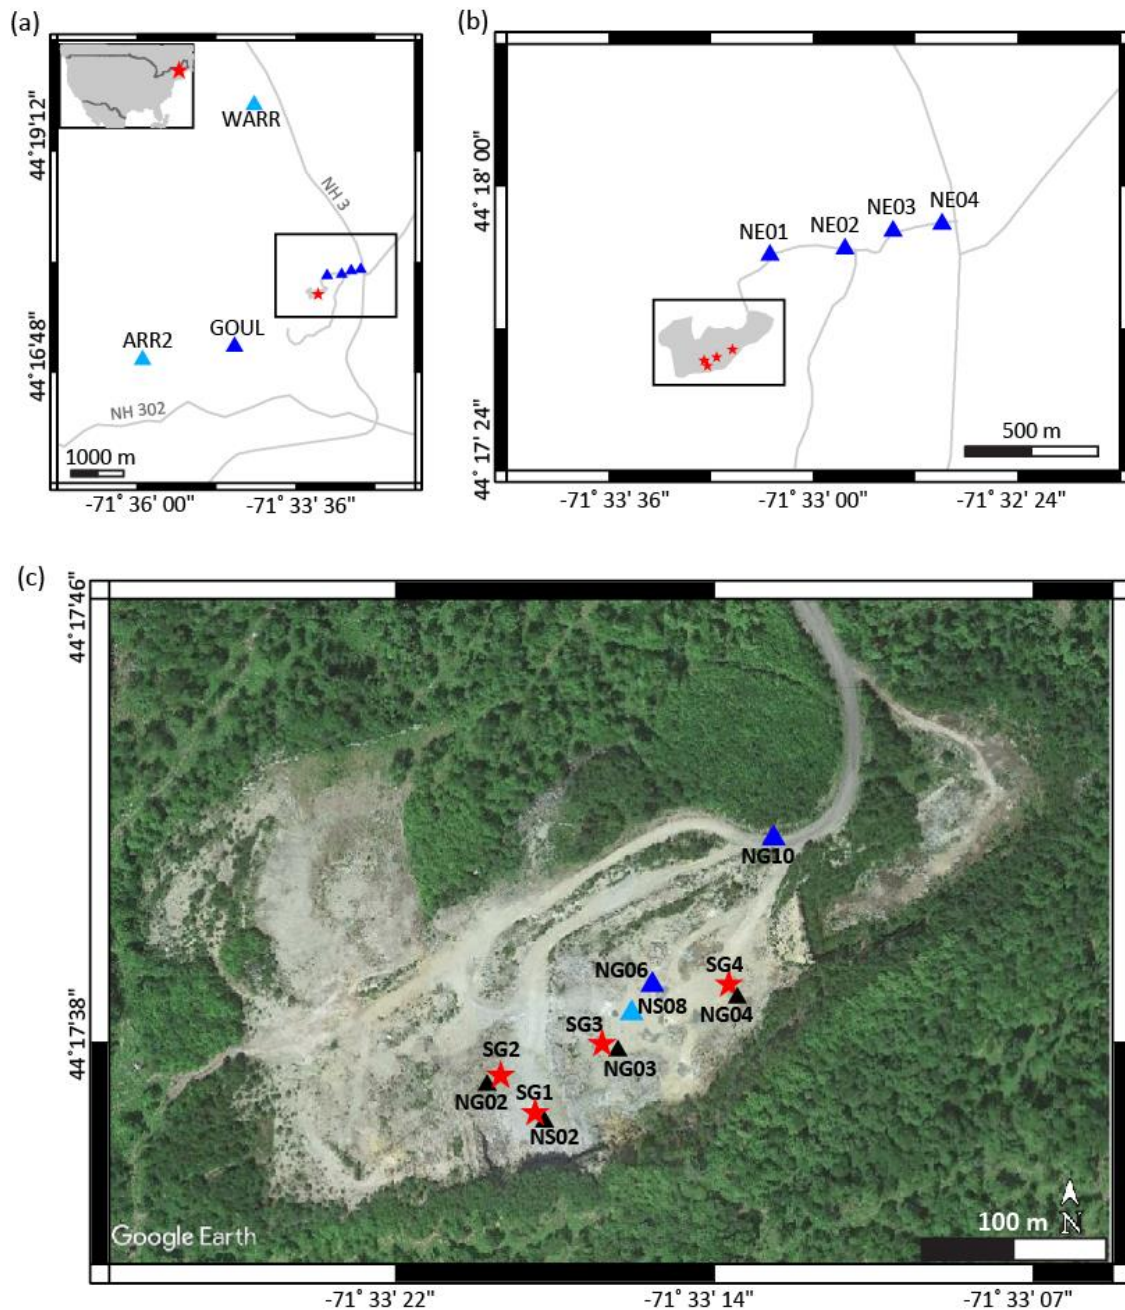 (a)
WARR
44˚19'12"
NH 3
GOUL
ARR2
44˚16'48"
NH 302
1000 m
-71˚36' 00"
-71˚33'36"
(b)
44˚18' 00"
NE01
NE02
NE03
NE04
44˚17'24"
500 m
-71˚33' 36"
-71˚33' 00"
-71˚32' 24"
(c)
44˚17'46"
NG10
NG06
SG4
NS08
NG04
44˚17'38"
SG3
NG03
SG2
NG02
SG1
NS02
Google Earth
100 m
N
-71˚33'22"
-71˚33'14"
-71˚33'07"